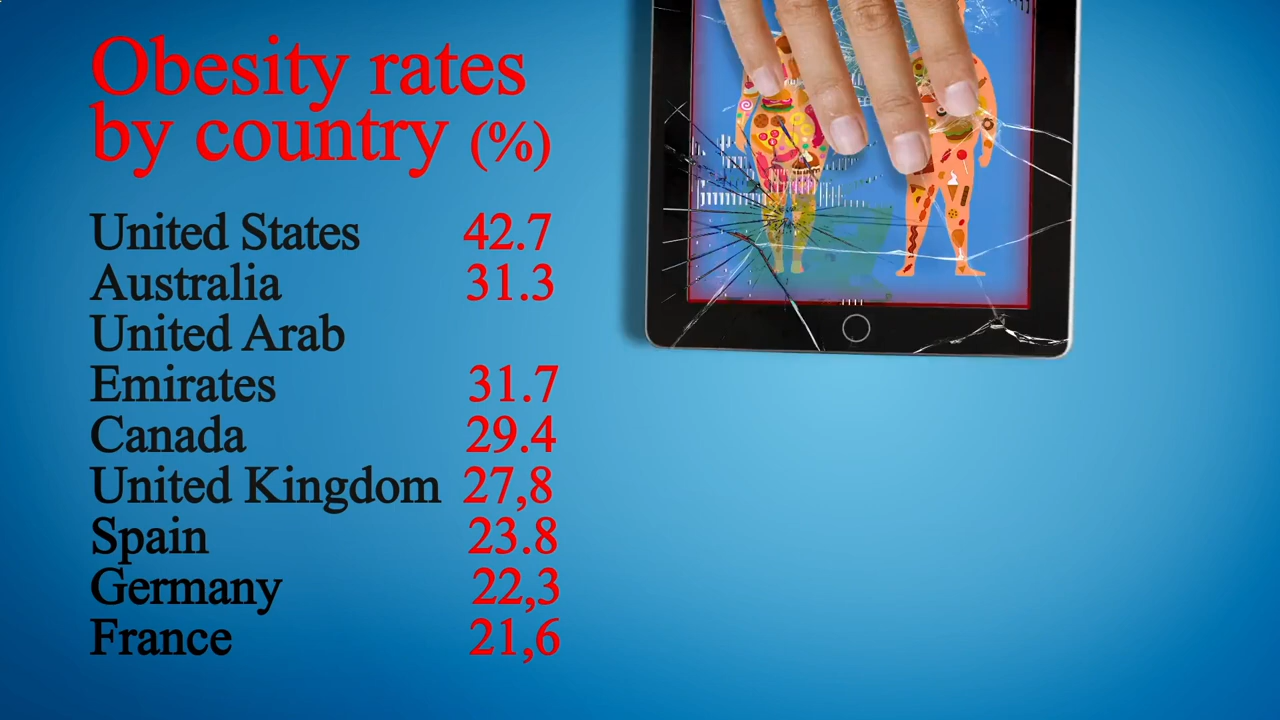 Obesity rates
by country (%)
United States 42.7
Australia 31.3
United Arab
Emirates 31.7
Canada 29.4
United Kingdom 27,8
Spain 23.8
Germany 22,3
France 21,6